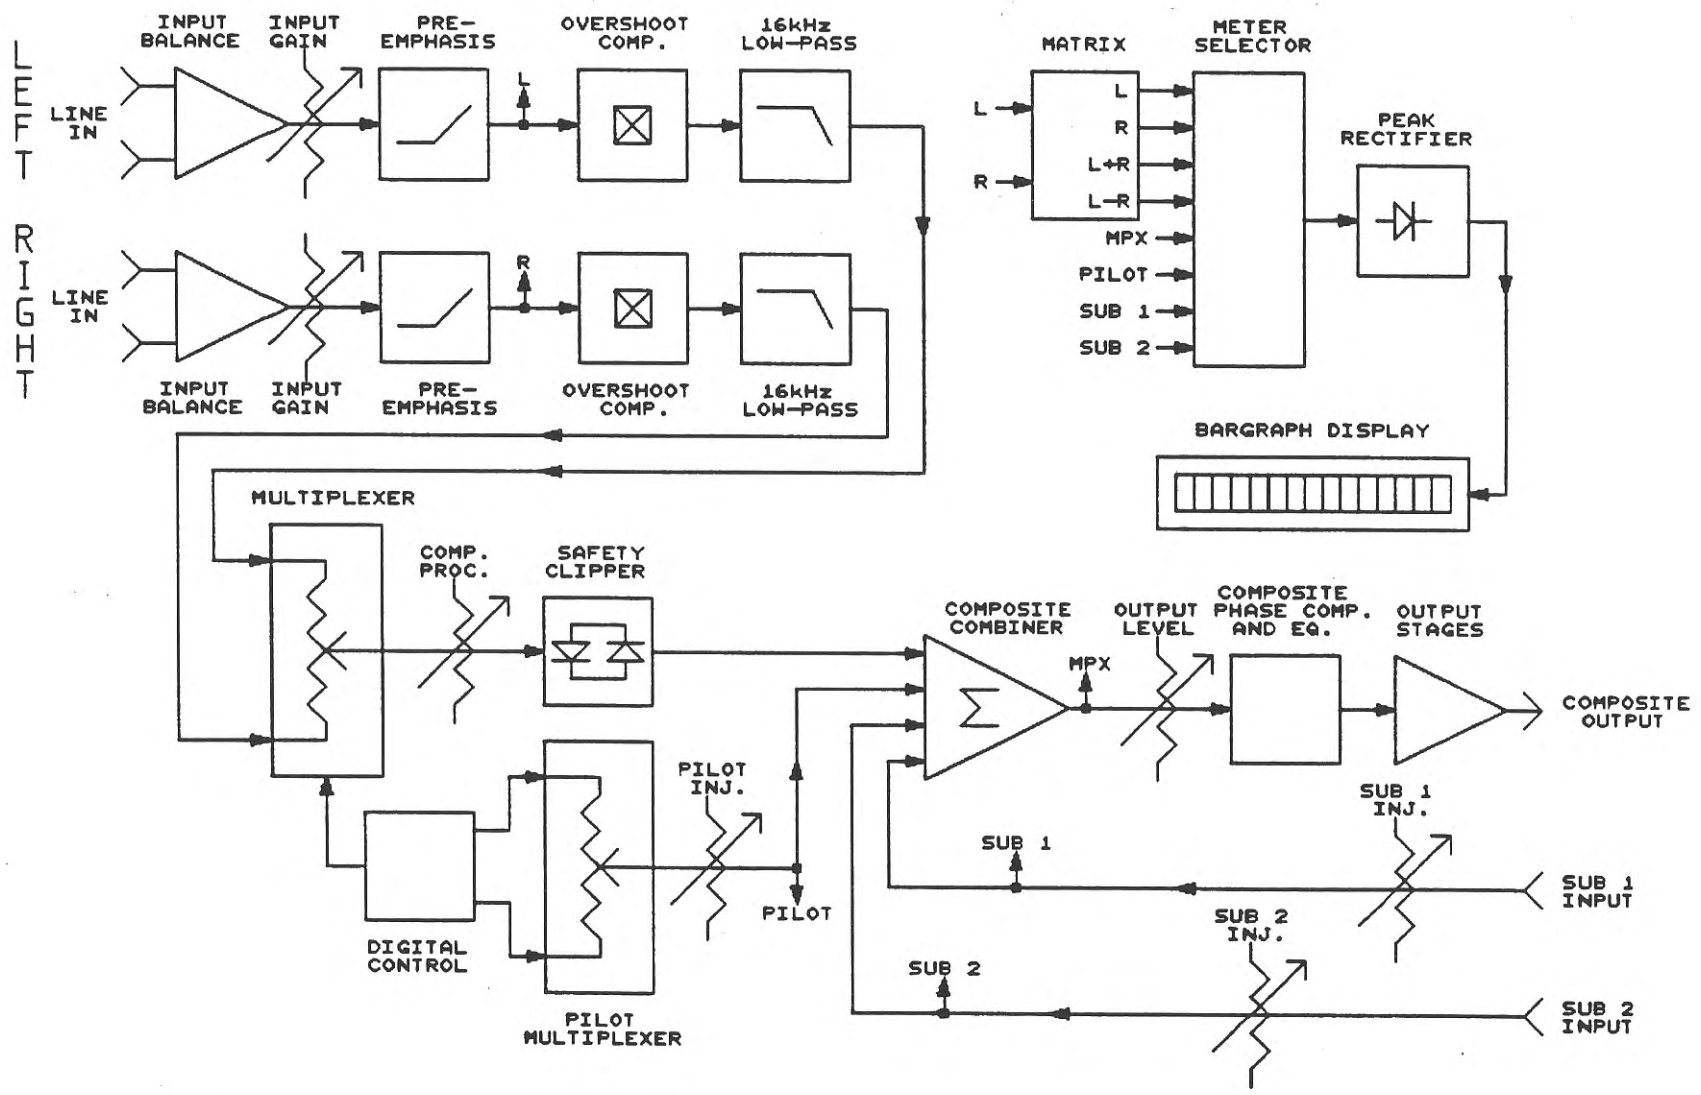 INPUT
BALANCE
INPUT
GAIN
PRE-
EMPHASIS
OVERSHOOT
COMP.
16kHz
LOW-PASS
LEFT
LINE
IN
L
RIGHT
LINE
IN
R
INPUT
BALANCE
INPUT
GAIN
PRE-
EMPHASIS
OVERSHOOT
COMP.
16kHz
LOW-PASS
MATRIX
METER
SELECTOR
L
R
L
R
L+R
L-R
MPX
PILOT
SUB 1
SUB 2
PEAK
RECTIFIER
BARGRAPH DISPLAY
MULTIPLEXER
COMP.
PROC.
SAFETY
CLIPPER
COMPOSITE
COMBINER
Σ
MPX
OUTPUT
LEVEL
COMPOSITE
PHASE COMP.
AND EQ.
OUTPUT
STAGES
COMPOSITE
OUTPUT
DIGITAL
CONTROL
PILOT
MULTIPLEXER
PILOT
INJ.
PILOT
SUB 1
SUB 1
INJ.
SUB 1
INPUT
SUB 2
SUB 2
INJ.
SUB 2
INPUT